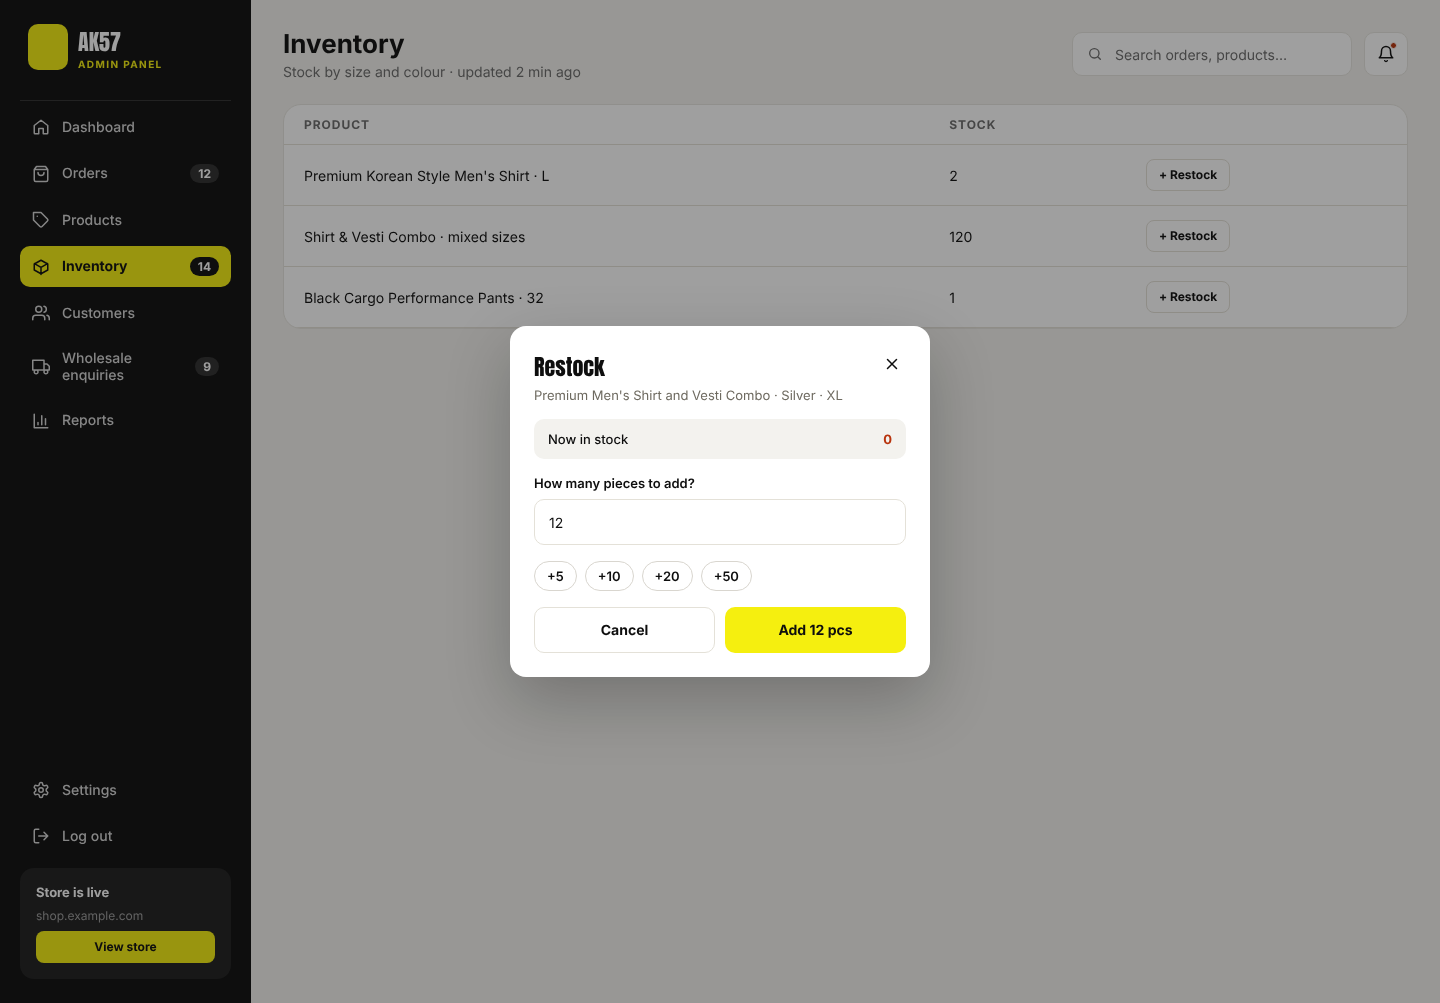 AK57
ADMIN PANEL
Dashboard
Orders 12
Products
Inventory 14
Customers
Wholesale
enquiries 9
Reports
Settings
Log out
Store is live
shop.example.com
View store
Inventory
Stock by size and colour · updated 2 min ago
Search orders, products...
PRODUCT STOCK
Premium Korean Style Men's Shirt · L 2 + Restock
Shirt & Vesti Combo · mixed sizes 120 + Restock
Black Cargo Performance Pants · 32 1 + Restock
Restock
Premium Men's Shirt and Vesti Combo · Silver · XL
Now in stock 0
How many pieces to add?
12
+5 +10 +20 +50
Cancel Add 12 pcs